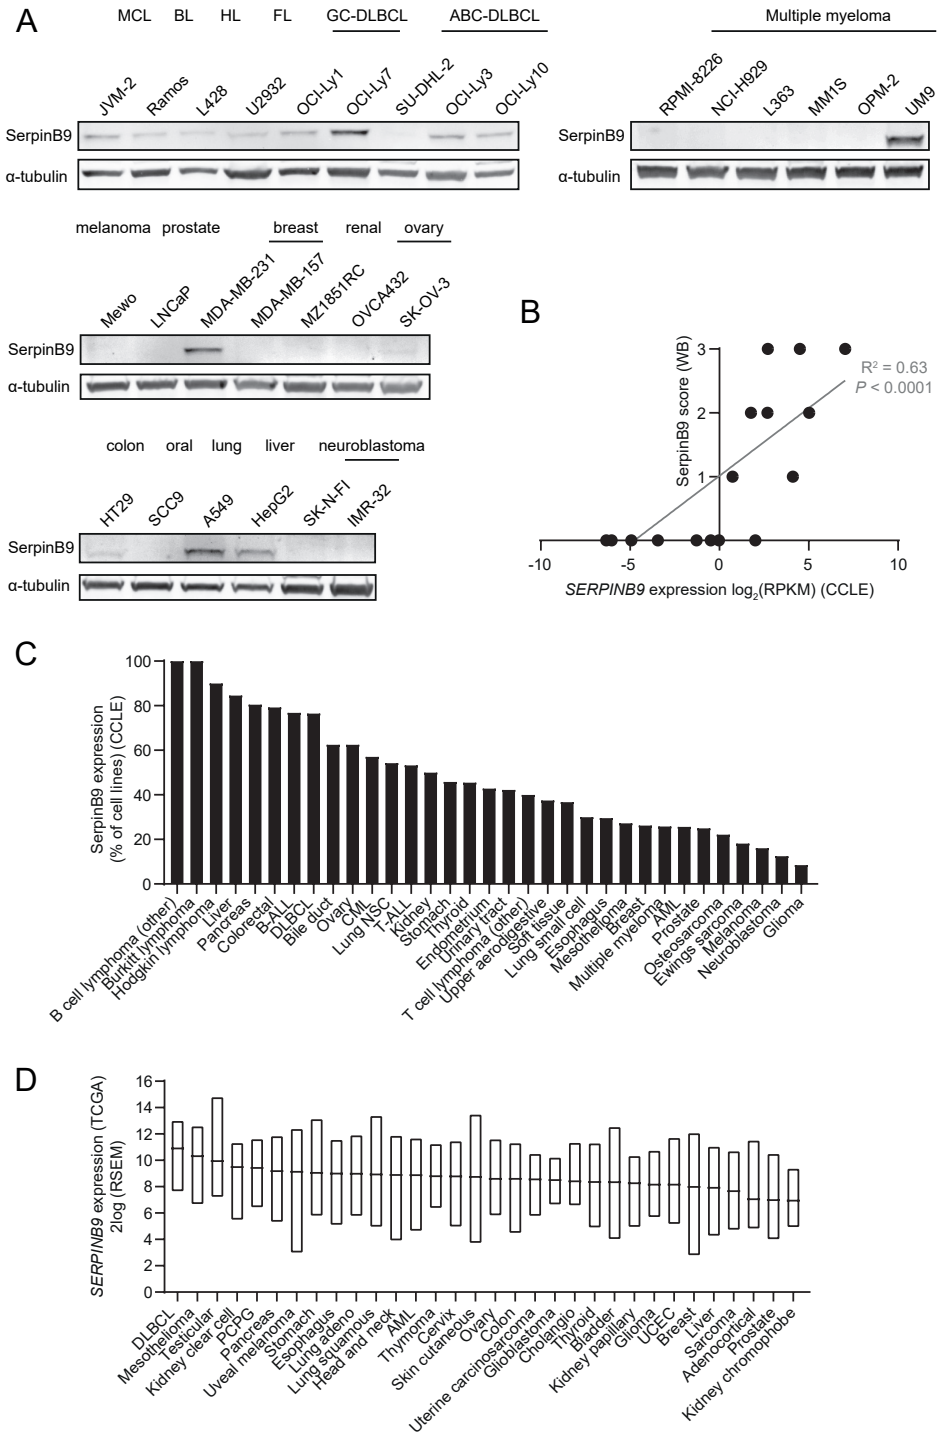 A
MCL BL HL FL GC-DLBCL ABC-DLBCL
JVM-2 Ramos L428 U2932 OCI-Ly1 OCI-Ly7 SU-DHL-2 OCI-Ly3 OCI-Ly10
SerpinB9
α-tubulin
Multiple myeloma
RPMI-8226 NCI-H929 L363 MM1S OPM-2 UM9
SerpinB9
α-tubulin
melanoma prostate breast renal ovary
Mewo LNCaP MDA-MB-231 MDA-MB-157 MZ1851RC OVCA432 SK-OV-3
SerpinB9
α-tubulin
colon oral lung liver neuroblastoma
HT29 SCC9 A549 HepG2 SK-N-FI IMR-32
SerpinB9
α-tubulin
B
SerpinB9 score (WB)
3
2
1
R² = 0.63
P < 0.0001
-10 -5 0 5 10
SERPINB9 expression log₂(RPKM) (CCLE)
C
SerpinB9 expression
(% of cell lines) (CCLE)
100
80
60
40
20
0
B cell lymphoma (other)
Burkitt lymphoma
Hodgkin lymphoma
Liver
Pancreas
Colorectal
B-ALL
DLBCL
Bile duct
Ovary
CML
Lung NSC
T-ALL
Kidney
Stomach
Thyroid
Endometrium
Urinary tract
T cell lymphoma (other)
Upper aerodigestive
Soft tissue
Lung small cell
Esophagus
Mesothelioma
Breast
Multiple myeloma
AML
Prostate
Osteosarcoma
Ewings sarcoma
Melanoma
Neuroblastoma
Glioma
D
SERPINB9 expression (TCGA)
2log (RSEM)
16
14
12
10
8
6
4
2
0
DLBCL
Mesothelioma
Testicular
Kidney clear cell
PCPG
Pancreas
Uveal melanoma
Stomach
Esophagus
Lung adeno
Lung squamous
Head and neck
AML
Thymoma
Cervix
Skin cutaneous
Ovary
Colon
Uterine carcinosarcoma
Glioblastoma
Cholangio
Thyroid
Bladder
Kidney papillary
Glioma
UCEC
Breast
Liver
Sarcoma
Adenocortical
Prostate
Kidney chromophobe